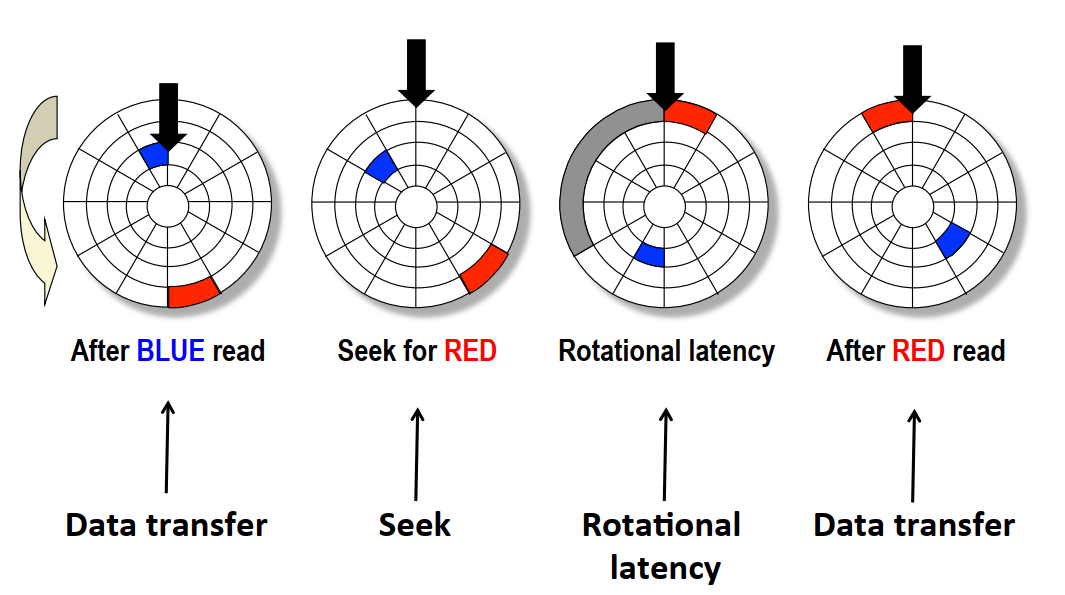 After BLUE read
Seek for RED
Rotational latency
After RED read
Data transfer
Seek
Rotational
latency
Data transfer